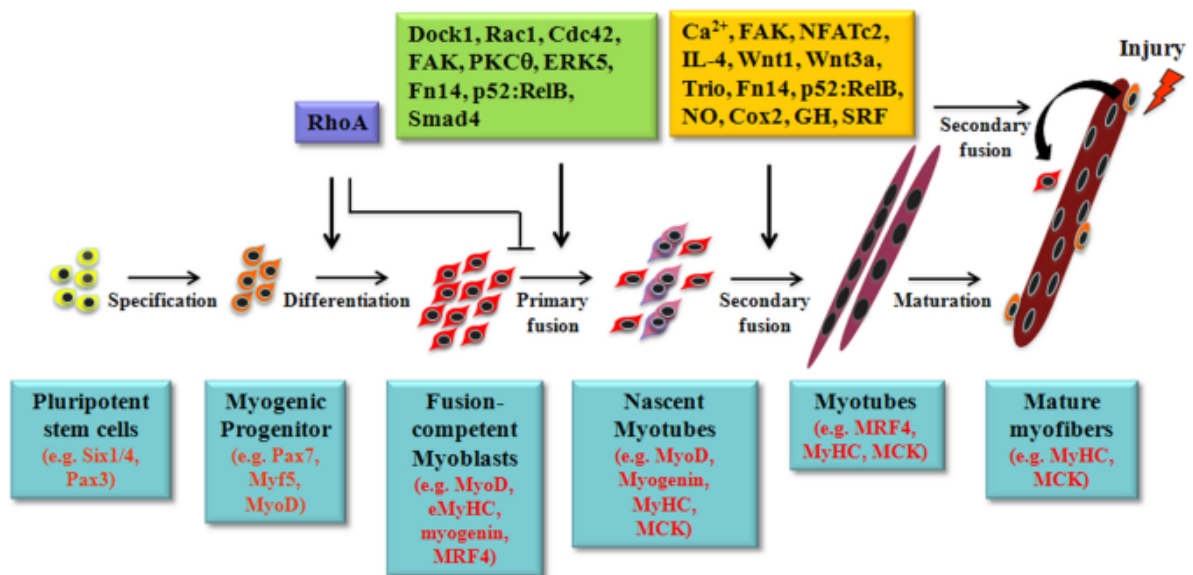 Dock1, Rac1, Cdc42,
FAK, PKCθ, ERK5,
Fn14, p52:RelB,
Smad4
Ca²⁺, FAK, NFATc2,
IL-4, Wnt1, Wnt3a,
Trio, Fn14, p52:RelB,
NO, Cox2, GH, SRF
Injury
RhoA
Secondary
fusion
Specification
Differentiation
Primary
fusion
Secondary
fusion
Maturation
Pluripotent
stem cells
(e.g. Six1/4,
Pax3)
Myogenic
Progenitor
(e.g. Pax7,
Myf5,
MyoD)
Fusion-
competent
Myoblasts
(e.g. MyoD,
eMyHC,
myogenin,
MRF4)
Nascent
Myotubes
(e.g. MyoD,
Myogenin,
MyHC,
MCK)
Myotubes
(e.g. MRF4,
MyHC, MCK)
Mature
myofibers
(e.g. MyHC,
MCK)